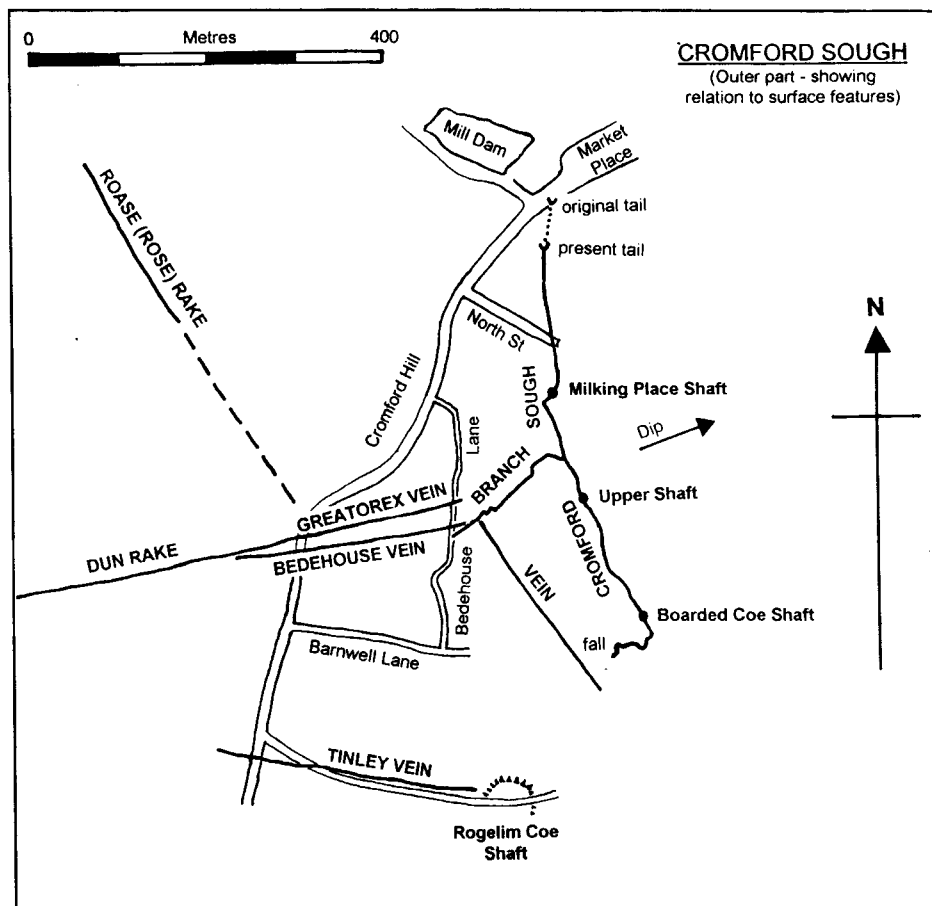 0 Metres 400
CROMFORD SOUGH
(Outer part - showing
relation to surface features)
Mill Dam
Market
Place
original tail
present tail
ROASE (ROSE) RAKE
North St
N
Cromford Hill
SOUGH
Milking Place Shaft
Lane
Dip
BRANCH
Upper Shaft
GREATOREX VEIN
CROMFORD
DUN RAKE
BEDEHOUSE VEIN
Bedehouse
VEIN
Boarded Coe Shaft
fall
Barnwell Lane
TINLEY VEIN
Rogelim Coe
Shaft